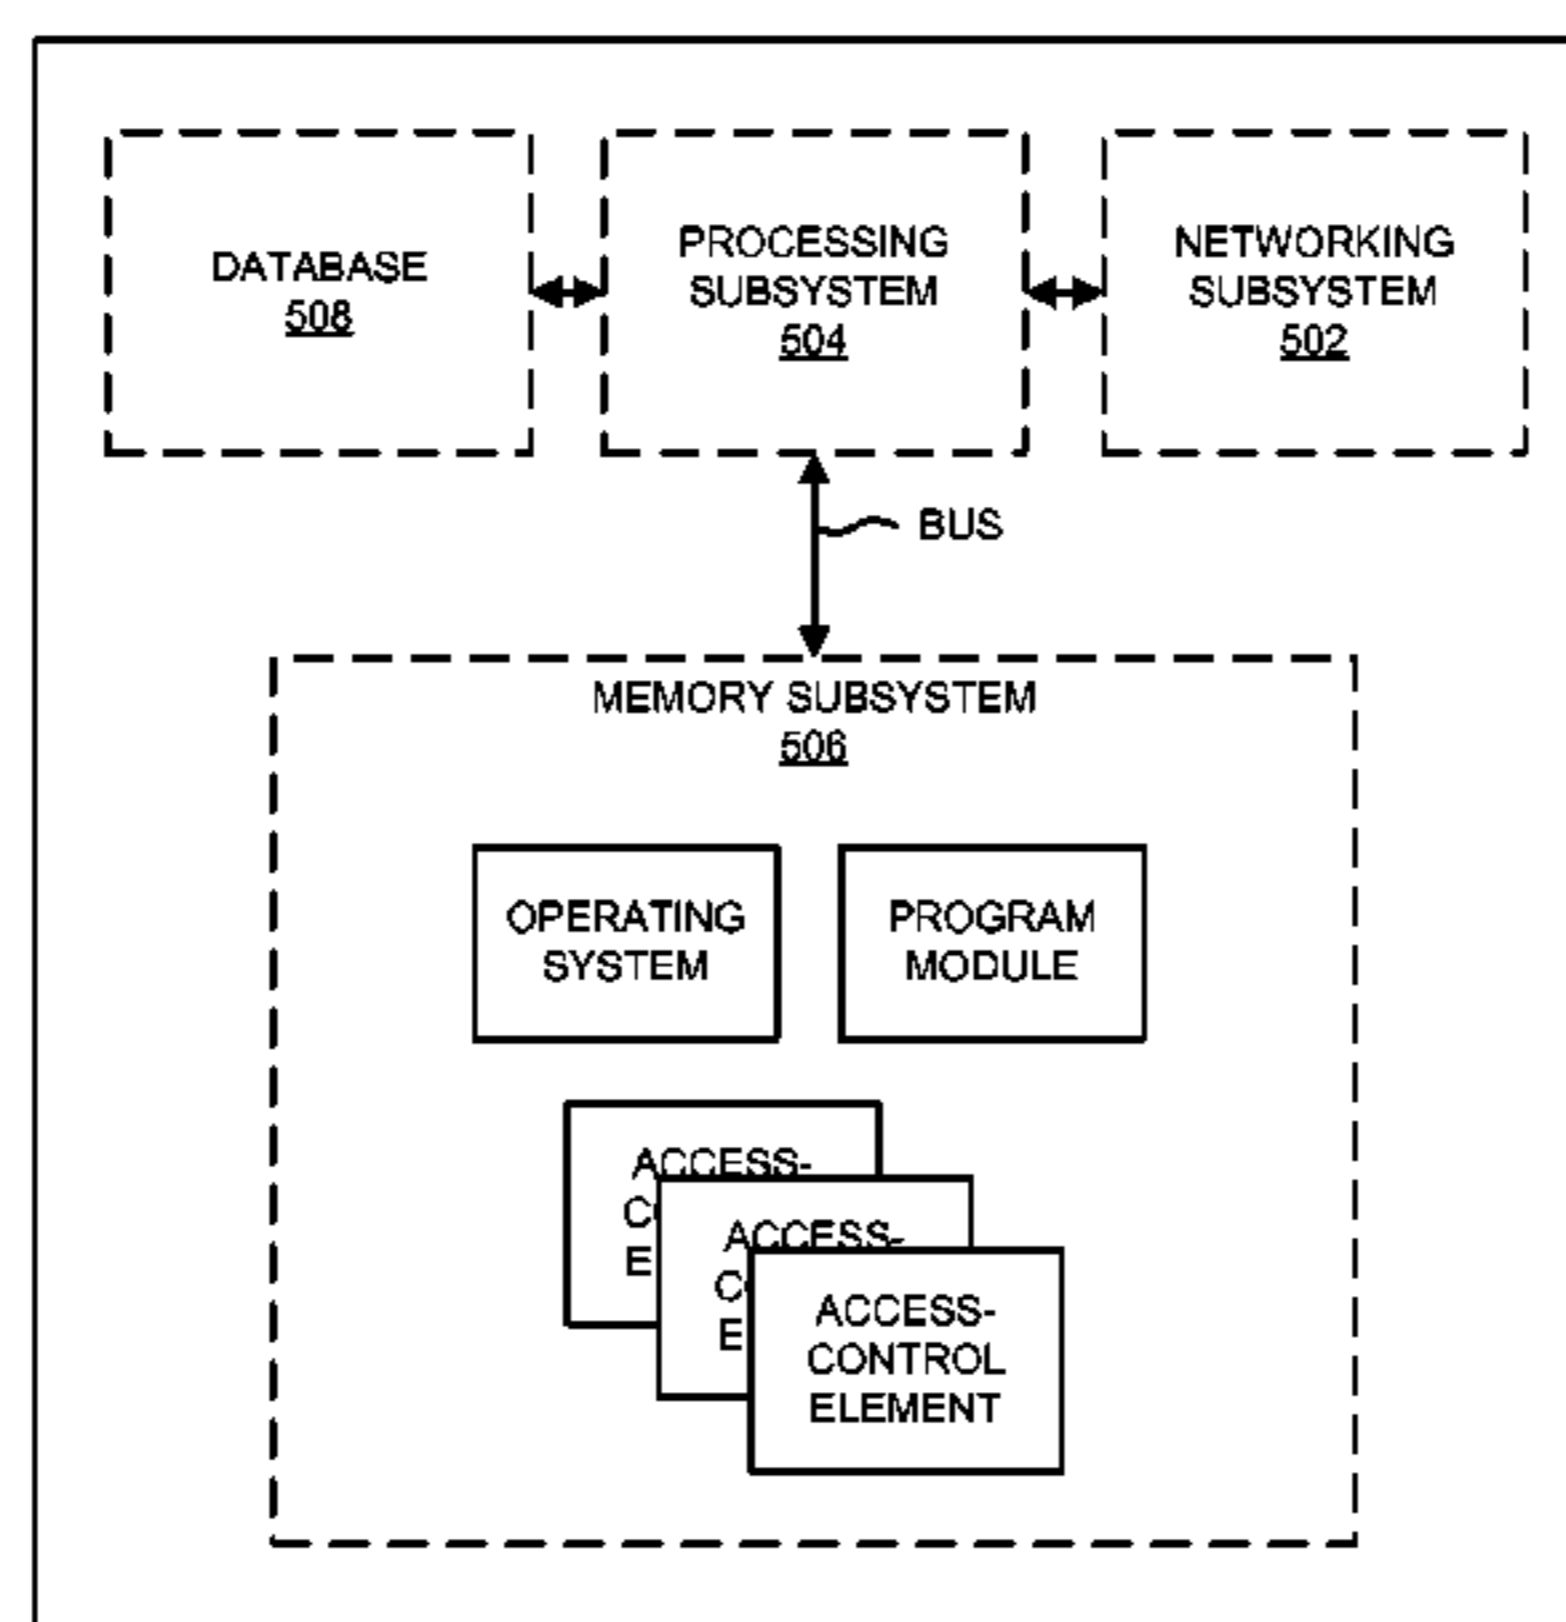 DATABASE
508
PROCESSING
SUBSYSTEM
504
NETWORKING
SUBSYSTEM
502
BUS
MEMORY SUBSYSTEM
506
OPERATING
SYSTEM
PROGRAM
MODULE
ACCESS-
ACCESS-
ACCESS-
CONTROL
ELEMENT